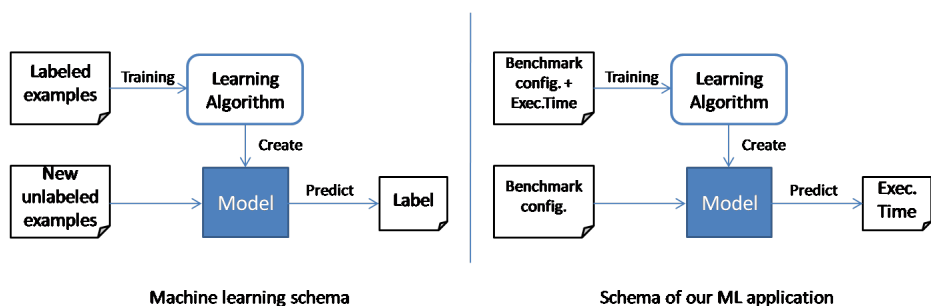 Labeled
examples
Training
Learning
Algorithm
Create
New
unlabeled
examples
Model
Predict
Label
Machine learning schema
Benchmark
config. +
Exec.Time
Training
Learning
Algorithm
Create
Benchmark
config.
Model
Predict
Exec.
Time
Schema of our ML application